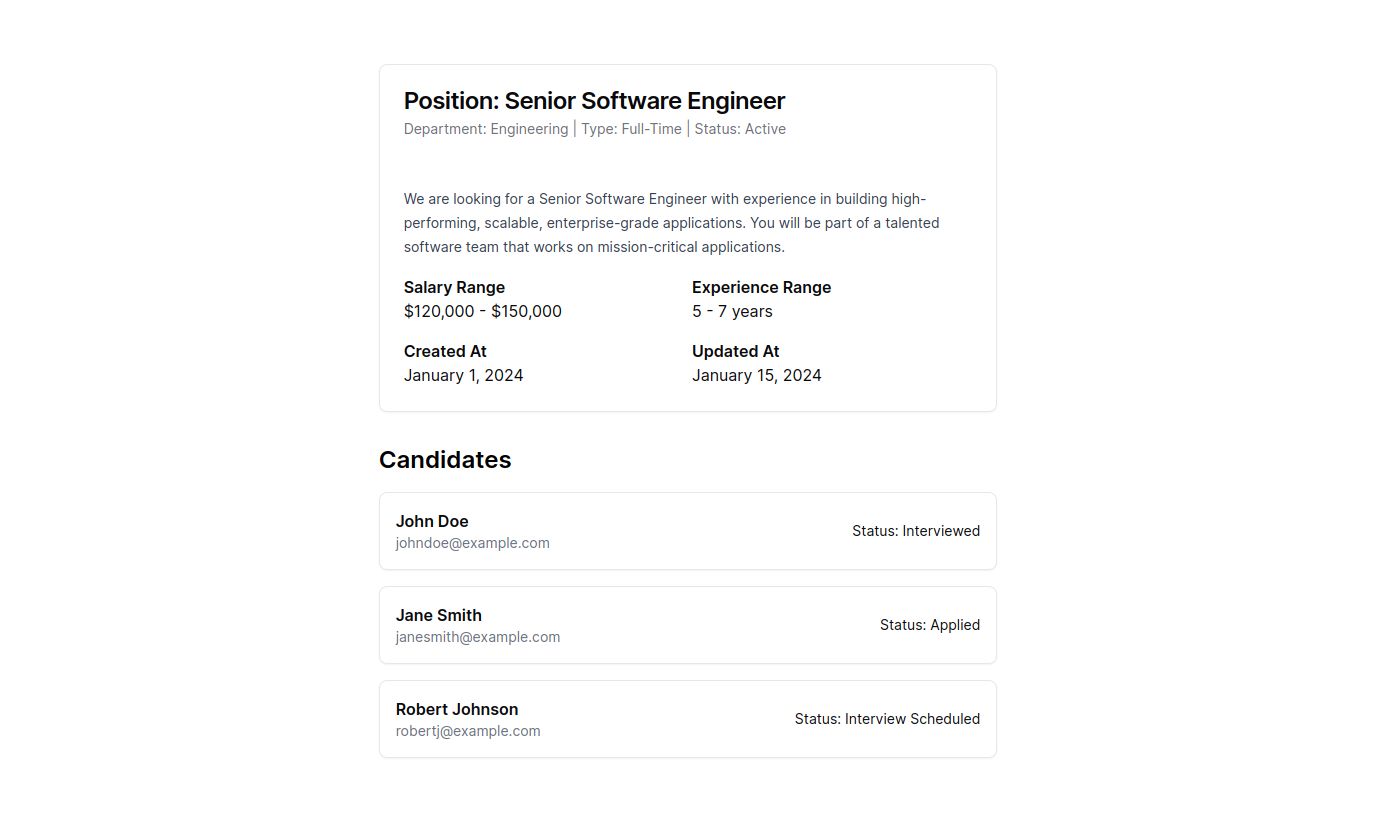 Position: Senior Software Engineer
Department: Engineering | Type: Full-Time | Status: Active
We are looking for a Senior Software Engineer with experience in building high-
performing, scalable, enterprise-grade applications. You will be part of a talented
software team that works on mission-critical applications.
Salary Range
$120,000 - $150,000
Experience Range
5 - 7 years
Created At
January 1, 2024
Updated At
January 15, 2024
Candidates
John Doe
johndoe@example.com
Status: Interviewed
Jane Smith
janesmith@example.com
Status: Applied
Robert Johnson
robertj@example.com
Status: Interview Scheduled